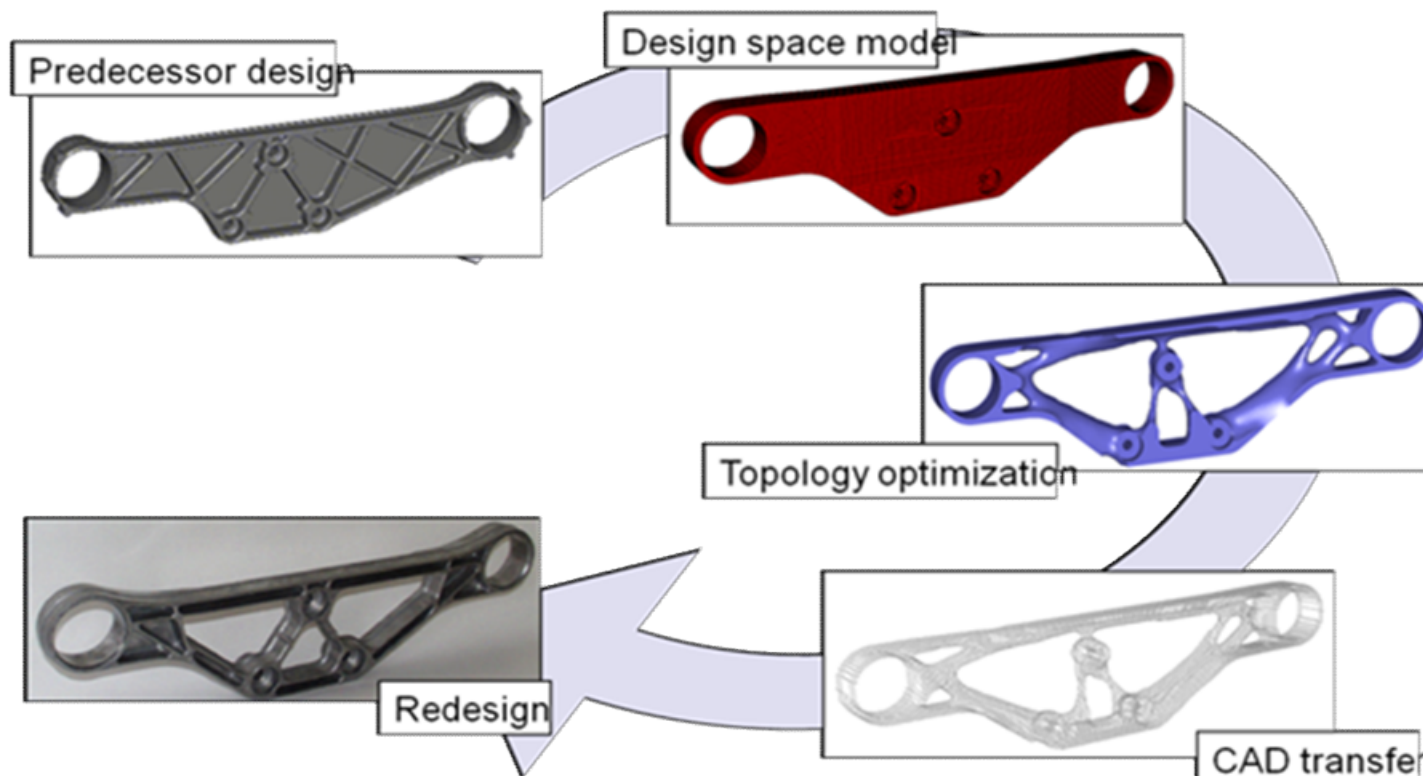 Predecessor design
Design space model
Topology optimization
CAD transfer
Redesign